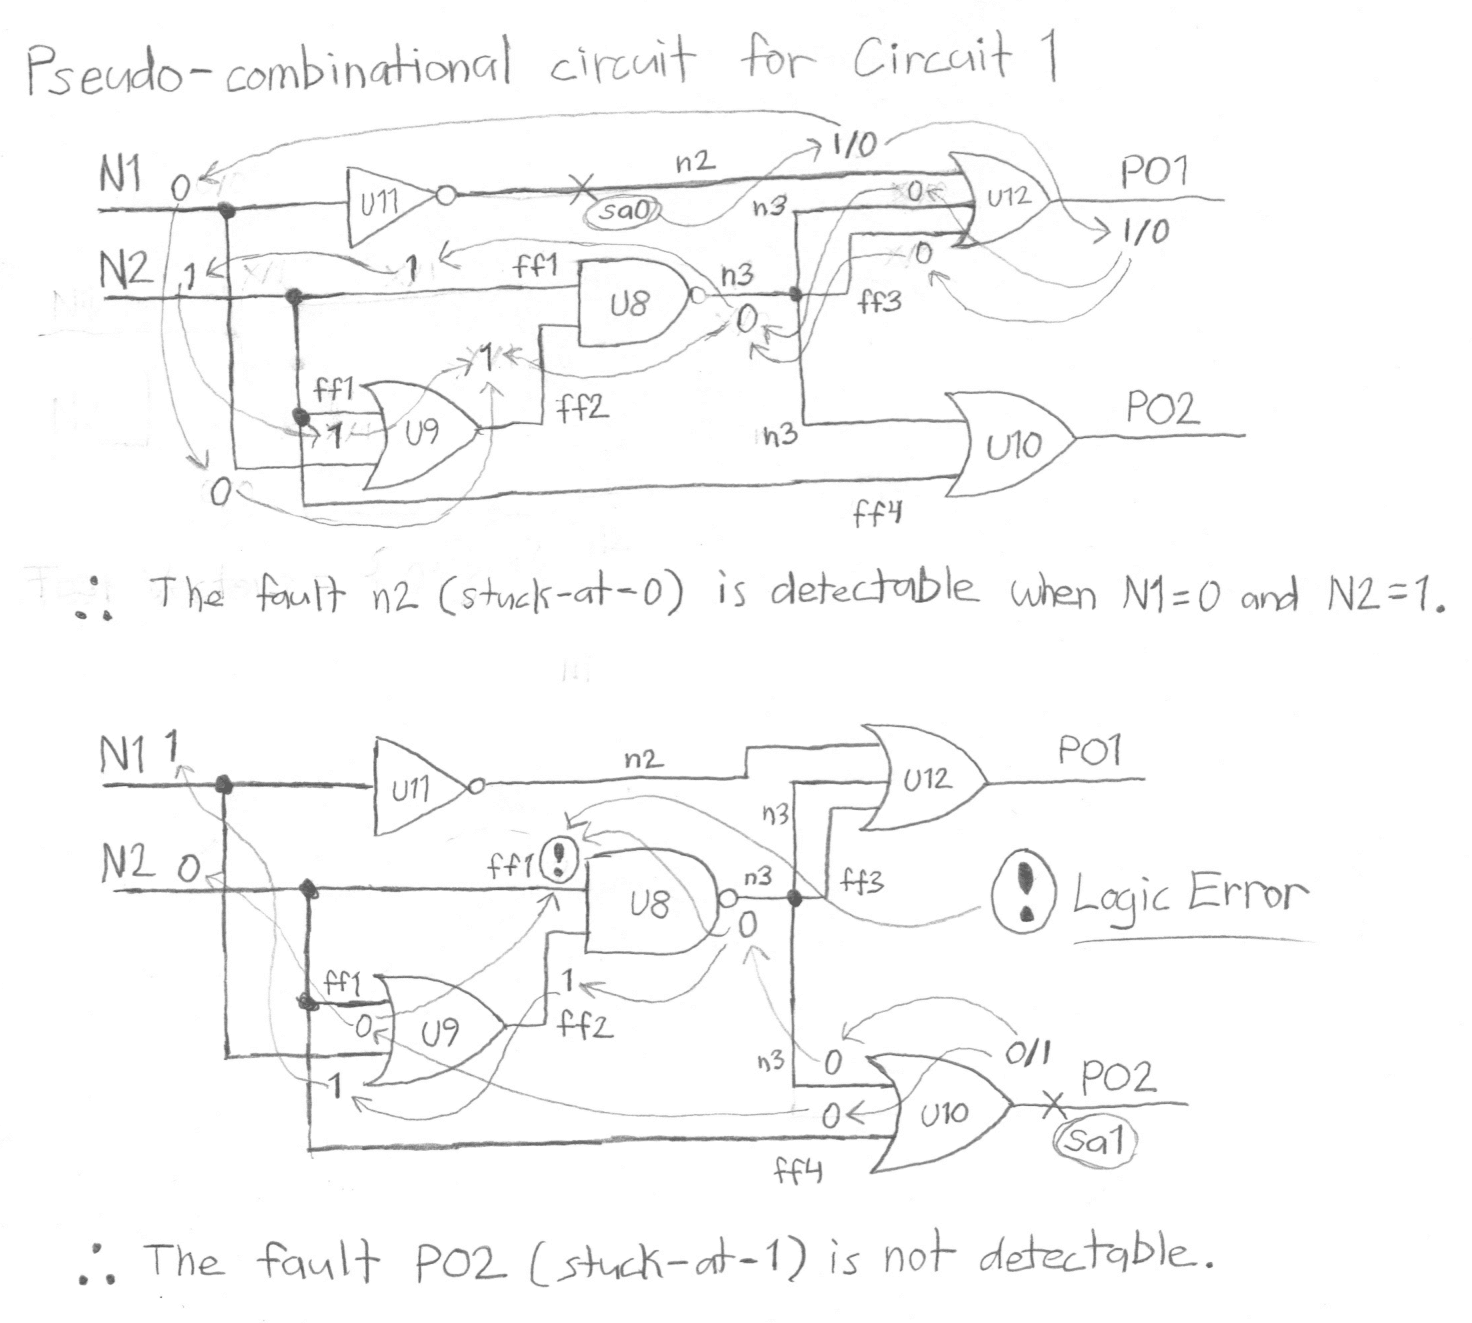 Pseudo-combinational circuit for Circuit 1
1/0
N1 0
U11
n2
sa0
n3
0
U12
PO1
1/0
N2 1
1
ff1
U8
n3
0
0
ff3
1
ff1
1
U9
ff2
0
n3
U10
PO2
ff4
∴ The fault n2 (stuck-at-0) is detectable when N1=0 and N2=1.
N1 1
U11
n2
n3
U12
PO1
N2 0
ff1 !
U8
n3
0
ff3
! Logic Error
ff1
0
U9
1
ff2
1
n3
0
0/1
0
U10
PO2
sa1
ff4
∴ The fault PO2 (stuck-at-1) is not detectable.